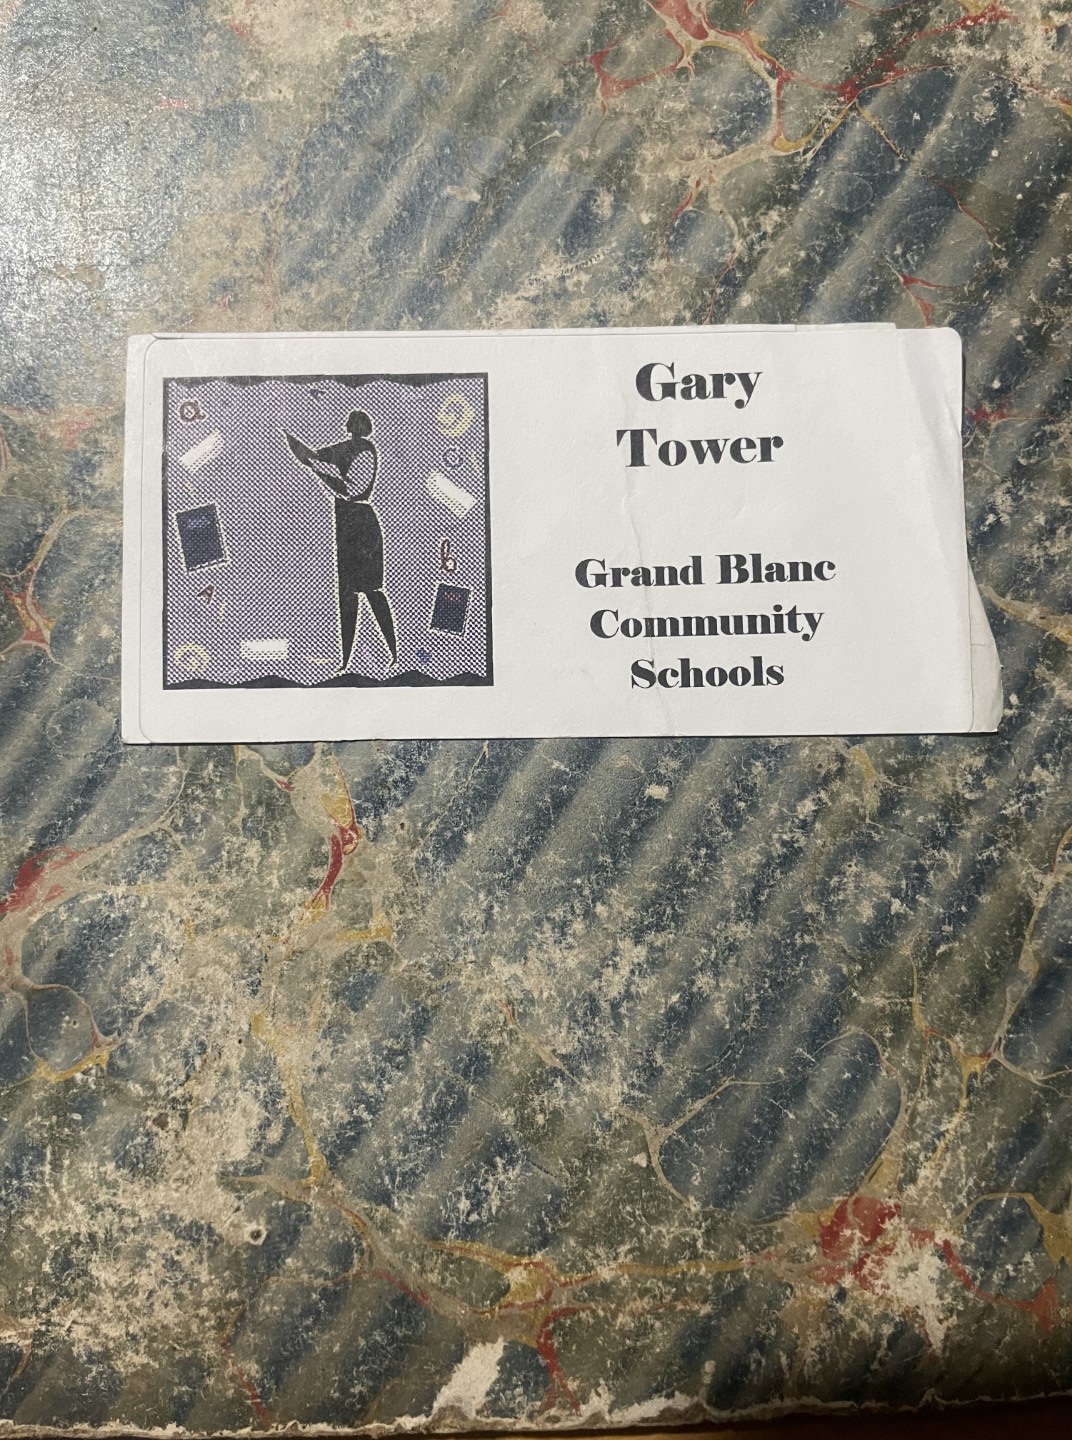 Gary
Tower
Grand Blanc
Community
Schools